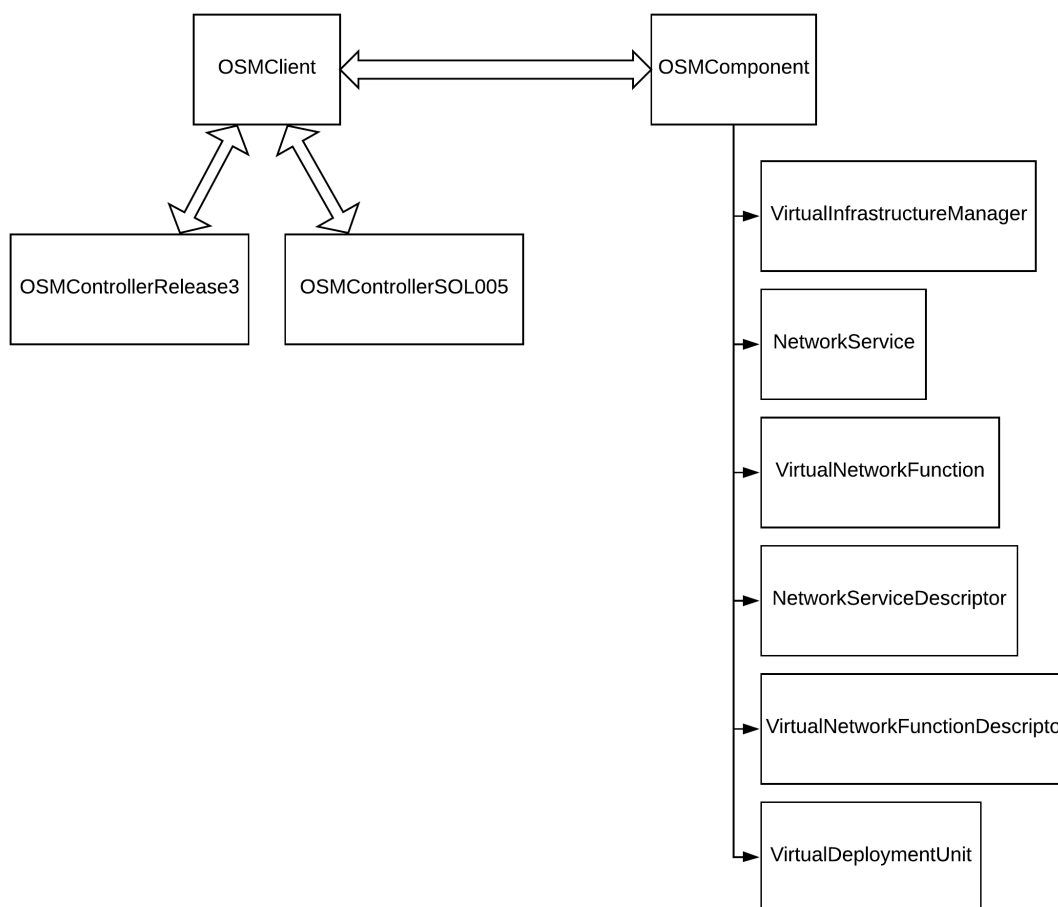 OSMClient
OSMComponent
VirtualInfrastructureManager
OSMControllerRelease3
OSMControllerSOL005
NetworkService
VirtualNetworkFunction
NetworkServiceDescriptor
VirtualNetworkFunctionDescripto
VirtualDeploymentUnit